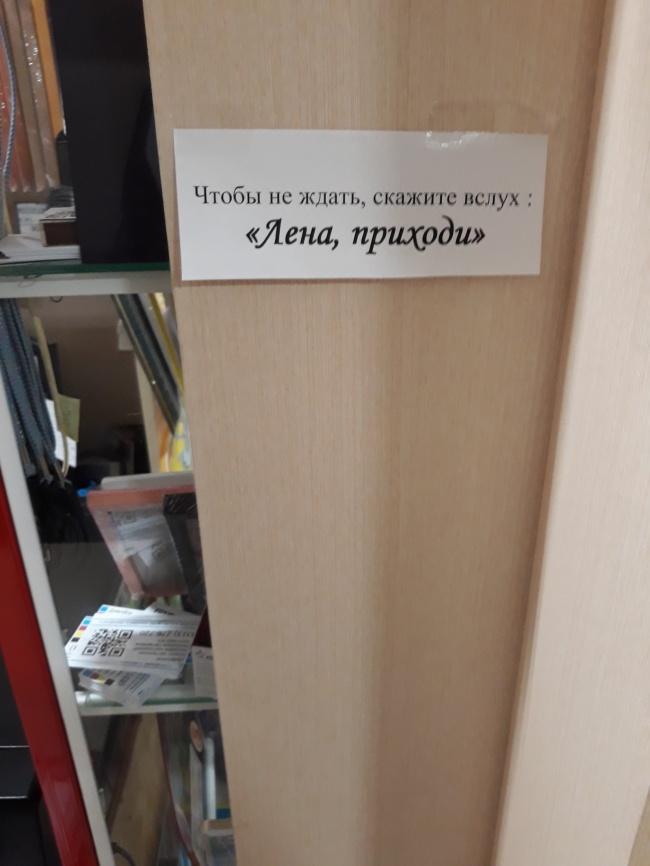 Чтобы не ждать, скажите вслух :
«Лена, приходи»